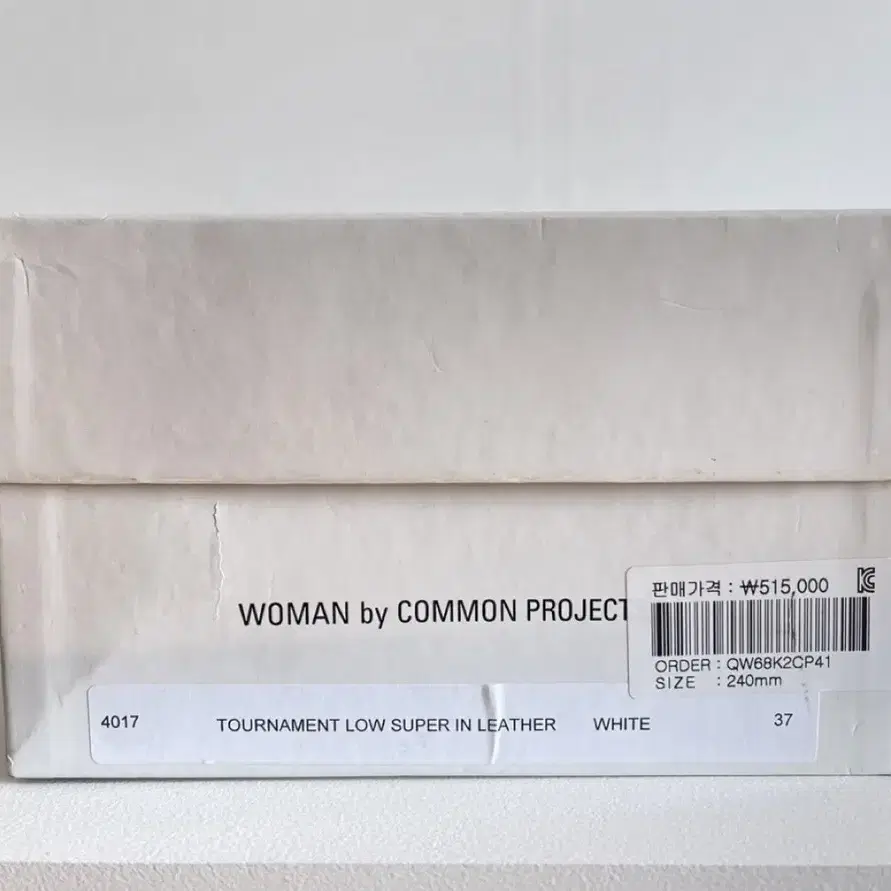 WOMAN by COMMON PROJECT
판매가격 : ₩515,000
ORDER : QW68K2CP41
SIZE : 240mm
4017 TOURNAMENT LOW SUPER IN LEATHER WHITE 37